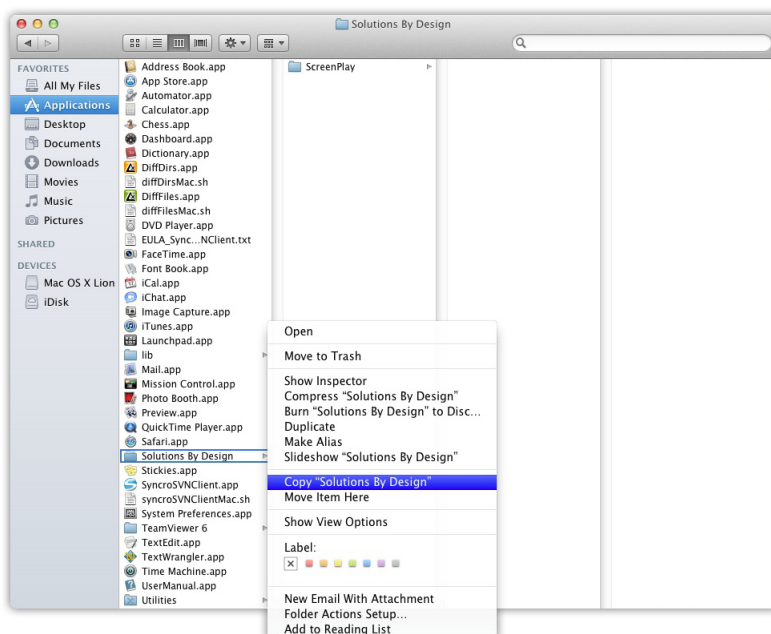 Solutions By Design
FAVORITES
All My Files
Applications
Desktop
Documents
Downloads
Movies
Music
Pictures
SHARED
DEVICES
Mac OS X Lion
iDisk
Address Book.app
App Store.app
Automator.app
Calculator.app
Chess.app
Dashboard.app
Dictionary.app
DiffDirs.app
diffDirsMac.sh
DiffFiles.app
diffFilesMac.sh
DVD Player.app
EULA_Sync...NClient.txt
FaceTime.app
Font Book.app
iCal.app
iChat.app
Image Capture.app
iTunes.app
Launchpad.app
lib
Mail.app
Mission Control.app
Photo Booth.app
Preview.app
QuickTime Player.app
Safari.app
Solutions By Design
Stickies.app
SyncroSVNClient.app
syncroSVNClientMac.sh
System Preferences.app
TeamViewer 6
TextEdit.app
TextWrangler.app
Time Machine.app
UserManual.app
Utilities
ScreenPlay
Open
Move to Trash
Show Inspector
Compress “Solutions By Design”
Burn “Solutions By Design” to Disc...
Duplicate
Make Alias
Slideshow “Solutions By Design”
Copy “Solutions By Design”
Move Item Here
Show View Options
Label:
New Email With Attachment
Folder Actions Setup...
Add to Reading List